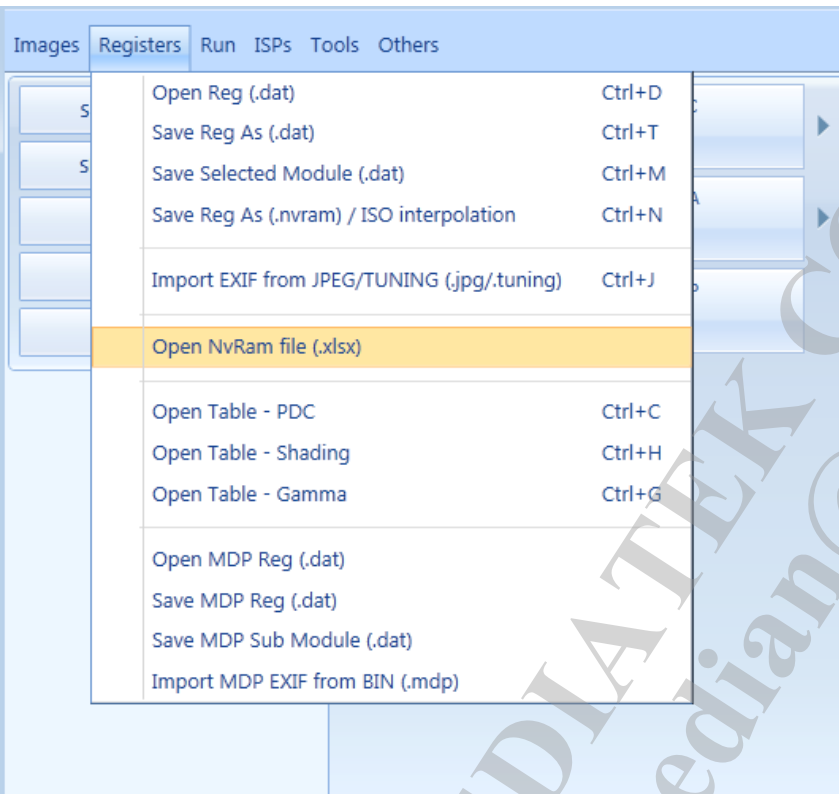 Images Registers Run ISPs Tools Others
Open Reg (.dat) Ctrl+D
Save Reg As (.dat) Ctrl+T
Save Selected Module (.dat) Ctrl+M
Save Reg As (.nvram) / ISO interpolation Ctrl+N
Import EXIF from JPEG/TUNING (.jpg/.tuning) Ctrl+J
Open NvRam file (.xlsx)
Open Table - PDC Ctrl+C
Open Table - Shading Ctrl+H
Open Table - Gamma Ctrl+G
Open MDP Reg (.dat)
Save MDP Reg (.dat)
Save MDP Sub Module (.dat)
Import MDP EXIF from BIN (.mdp)